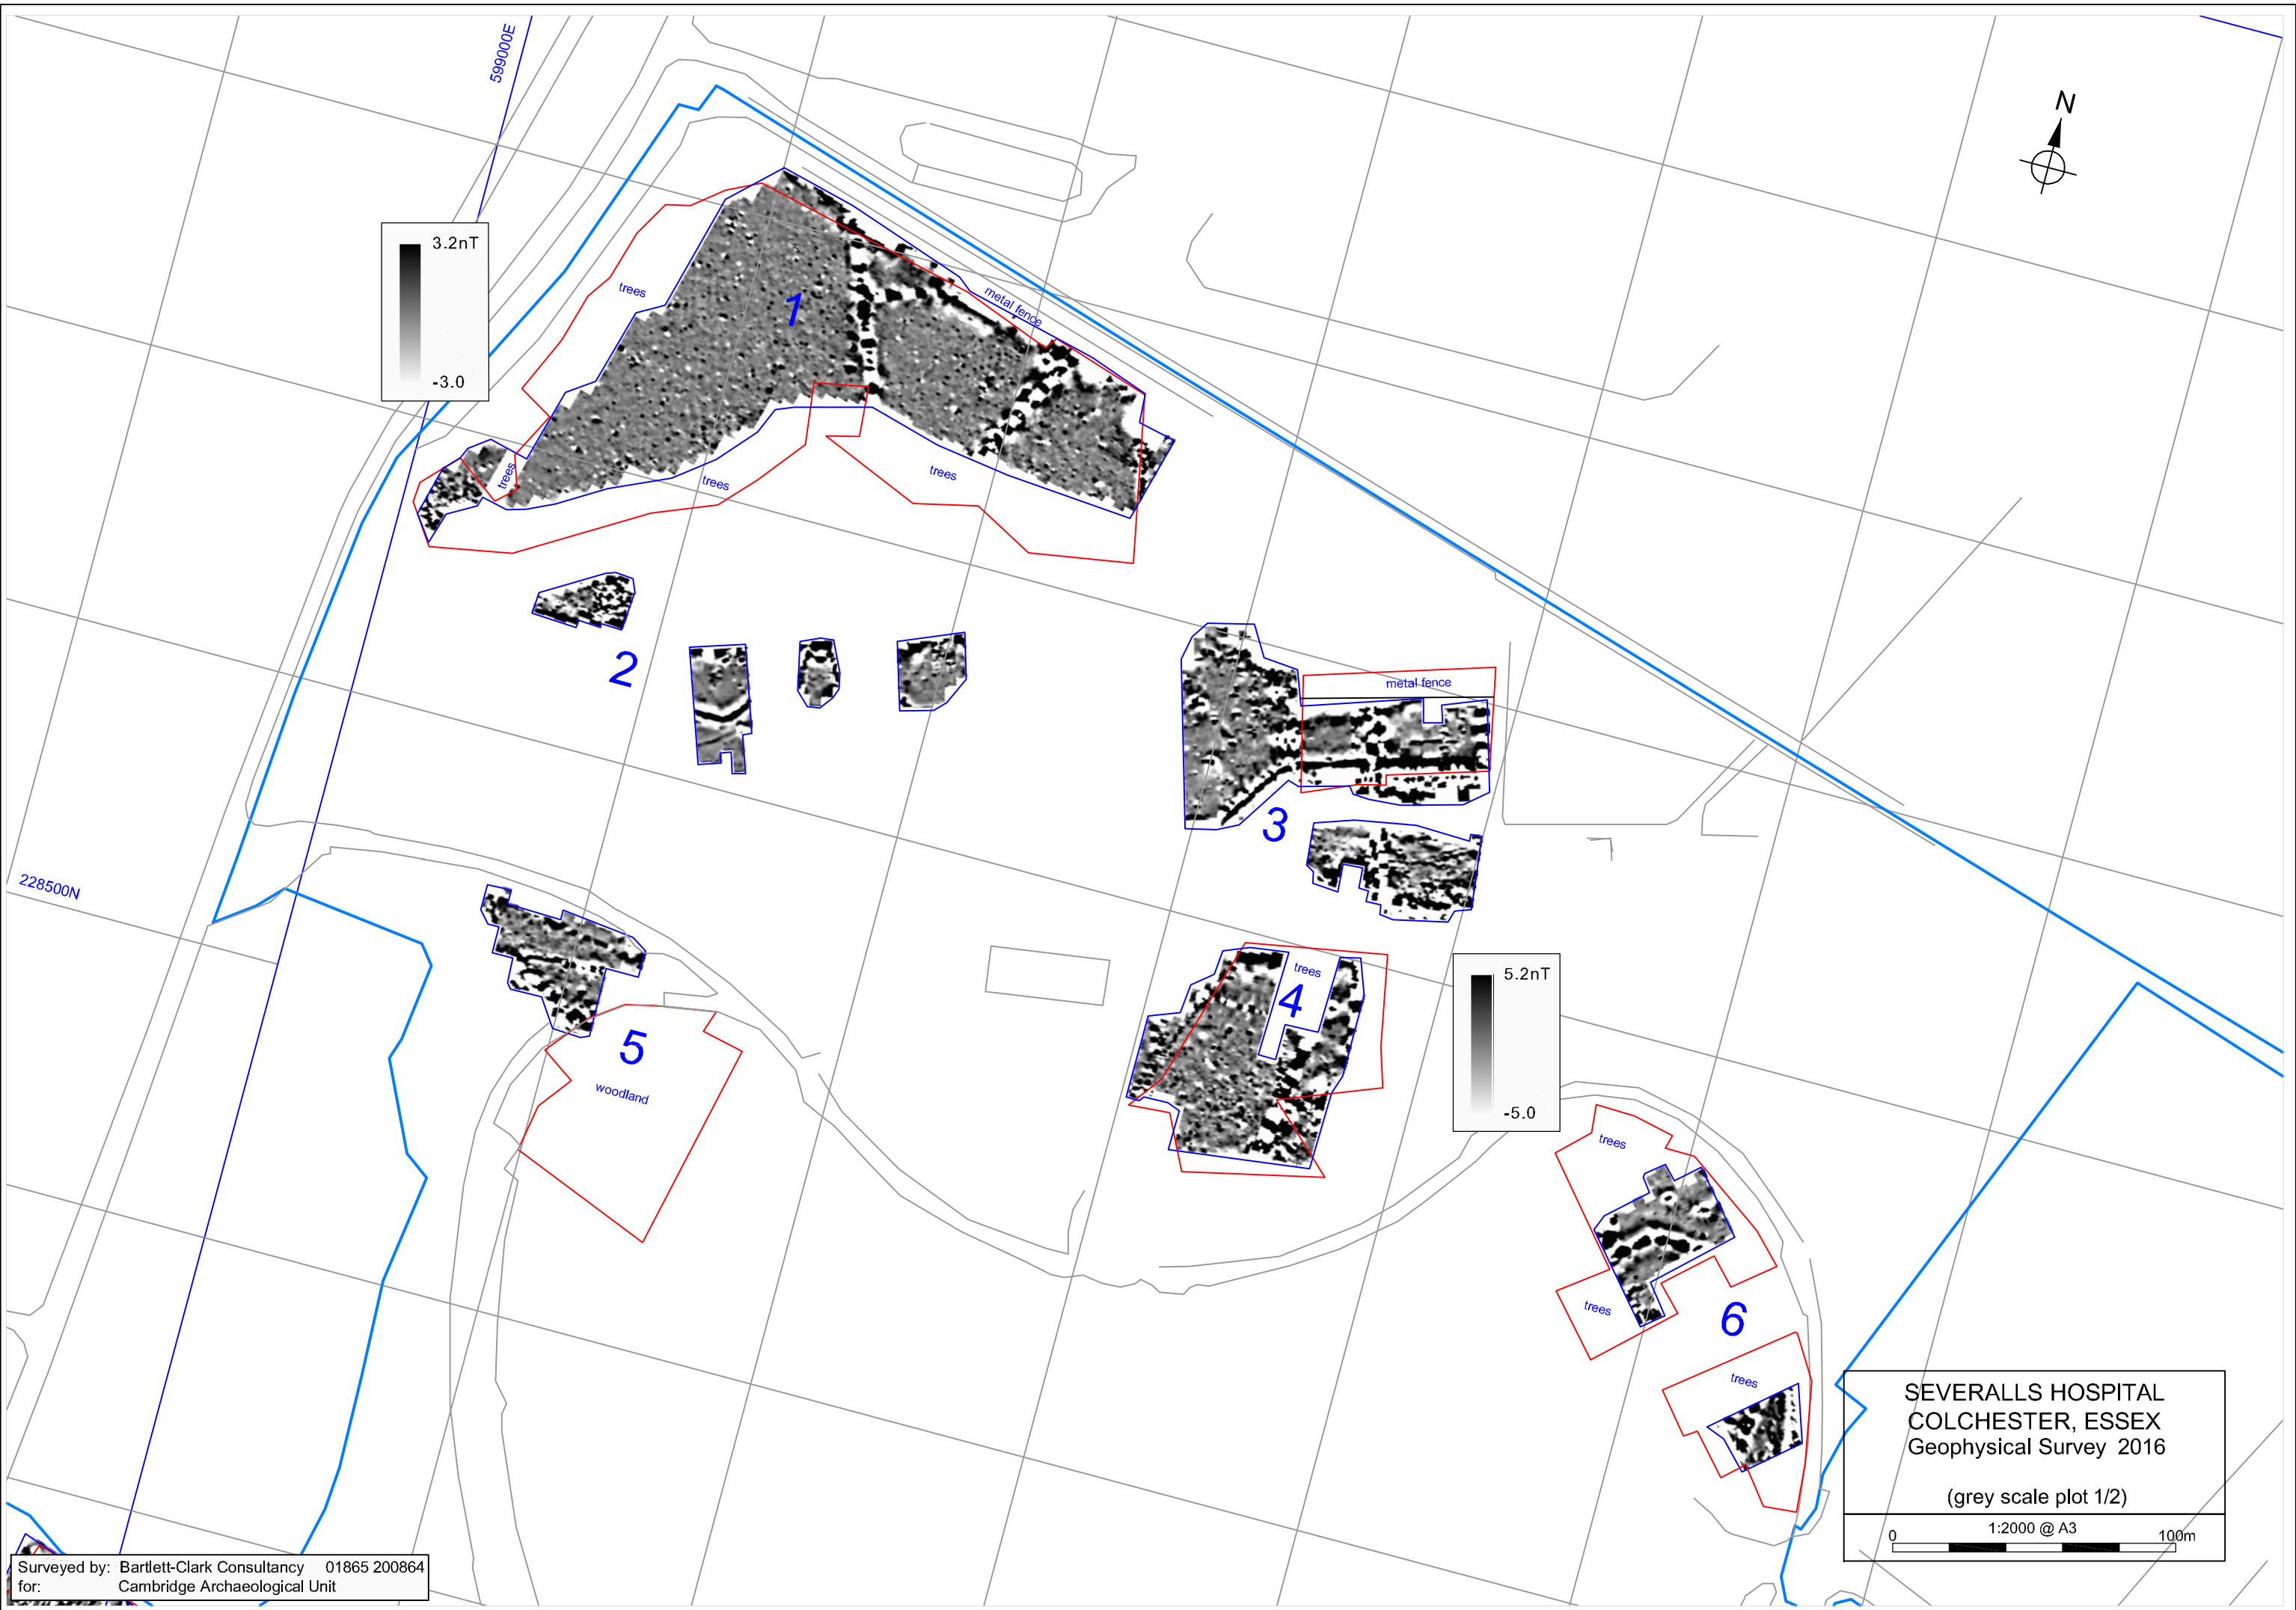 599000E
N
3.2nT
-3.0
trees
1
metal fence
trees
trees
trees
2
metal fence
3
228500N
trees
4
5.2nT
-5.0
5
woodland
trees
6
trees
trees
SEVERALLS HOSPITAL
COLCHESTER, ESSEX
Geophysical Survey 2016
(grey scale plot 1/2)
1:2000 @ A3
0 100m
Surveyed by: Bartlett-Clark Consultancy 01865 200864
for: Cambridge Archaeological Unit